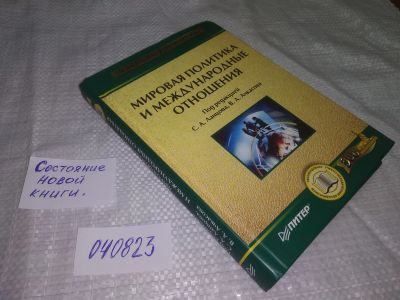 МИРОВАЯ ПОЛИТИКА
И МЕЖДУНАРОДНЫЕ
ОТНОШЕНИЯ
Под редакцией
С. А. Ланцова, В. А. Ачкасова
ПИТЕР
Состояние
новой
книги.
040823